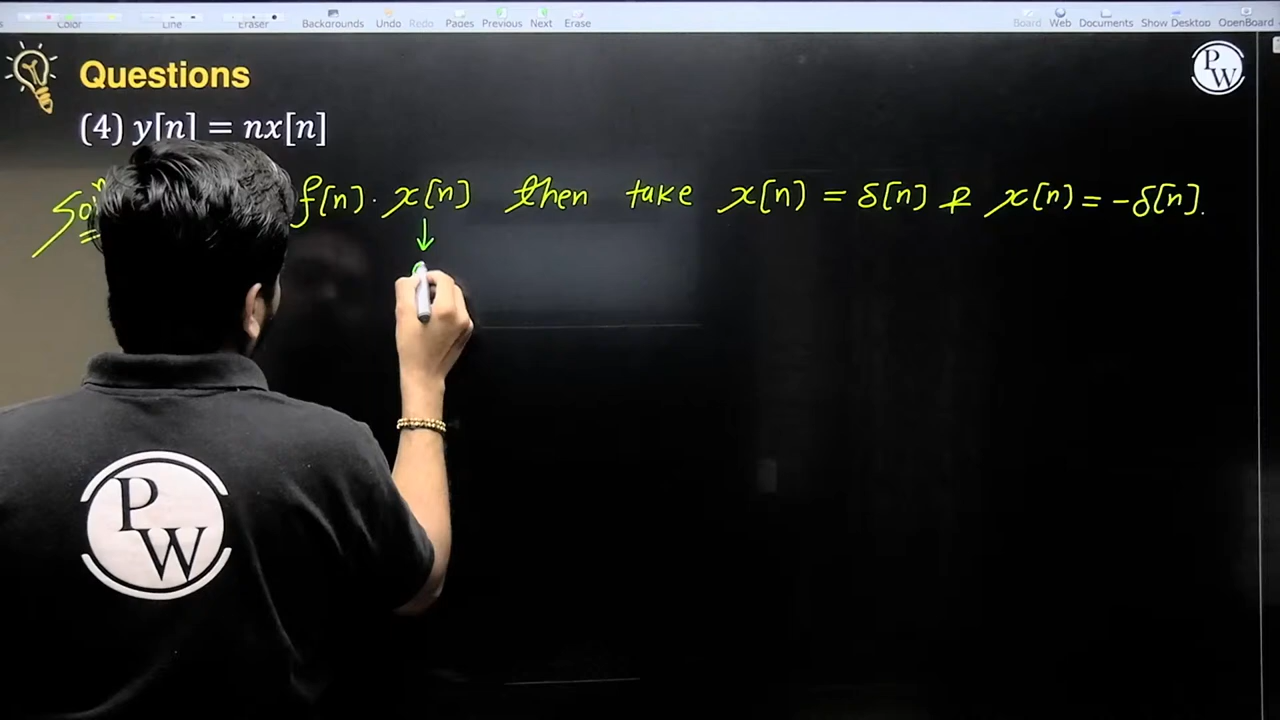 Color Line Eraser Backgrounds Undo Redo Pages Previous Next Erase Board Web Documents Show Desktop OpenBoard
Questions
PW
(4) y[n] = nx[n]
Soln f[n] · x[n] then take x[n] = δ[n] & x[n] = -δ[n].
↓
PW